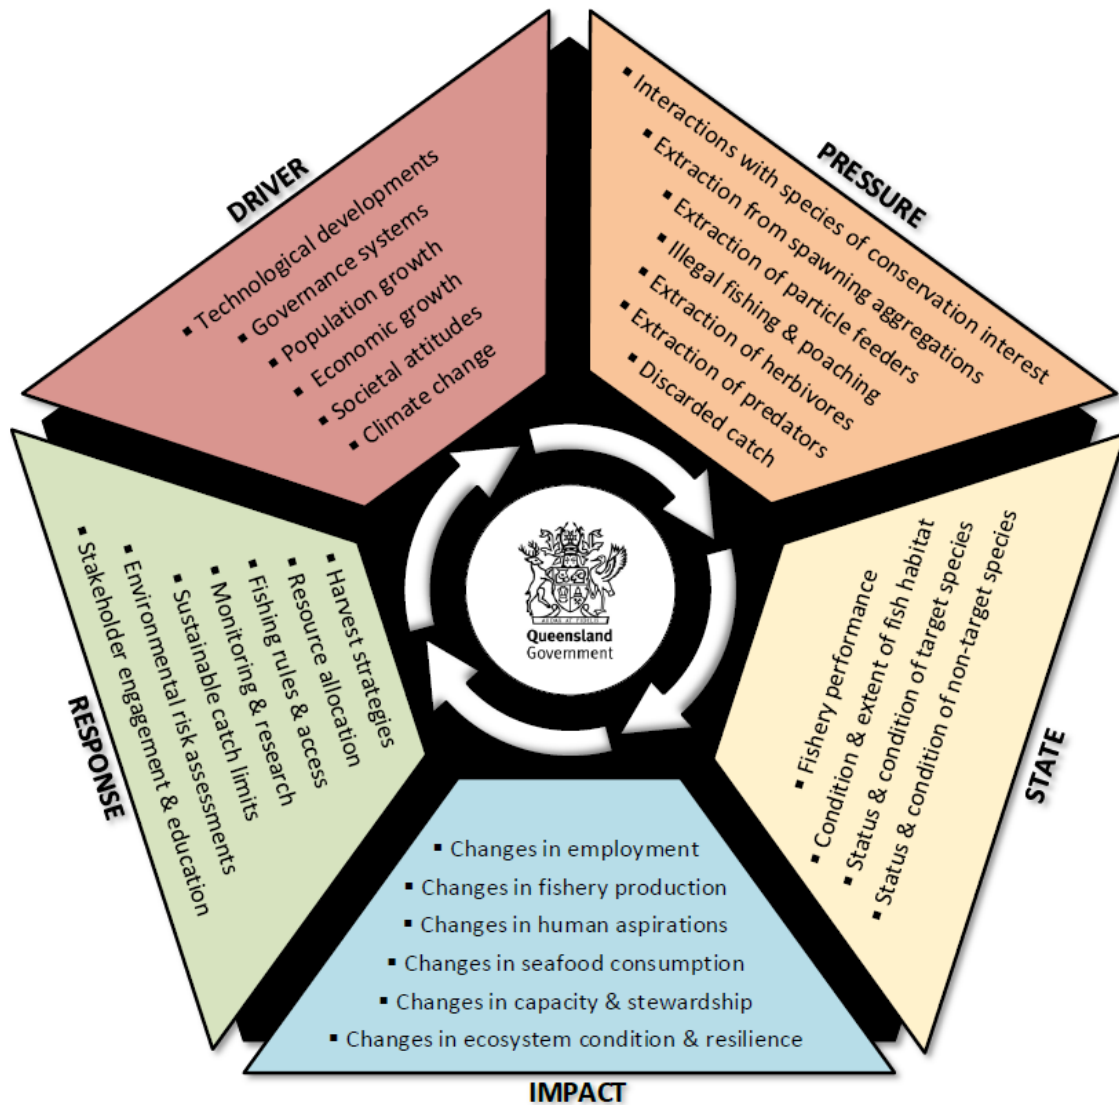 DRIVER
▪ Technological developments
▪ Governance systems
▪ Population growth
▪ Economic growth
▪ Societal attitudes
▪ Climate change
PRESSURE
▪ Interactions with species of conservation interest
▪ Extraction from spawning aggregations
▪ Extraction of particle feeders
▪ Illegal fishing & poaching
▪ Extraction of herbivores
▪ Extraction of predators
▪ Discarded catch
STATE
▪ Fishery performance
▪ Condition & extent of fish habitat
▪ Status & condition of target species
▪ Status & condition of non-target species
IMPACT
▪ Changes in employment
▪ Changes in fishery production
▪ Changes in human aspirations
▪ Changes in seafood consumption
▪ Changes in capacity & stewardship
▪ Changes in ecosystem condition & resilience
RESPONSE
▪ Harvest strategies
▪ Resource allocation
▪ Fishing rules & access
▪ Monitoring & research
▪ Sustainable catch limits
▪ Environmental risk assessments
▪ Stakeholder engagement & education
Queensland
Government